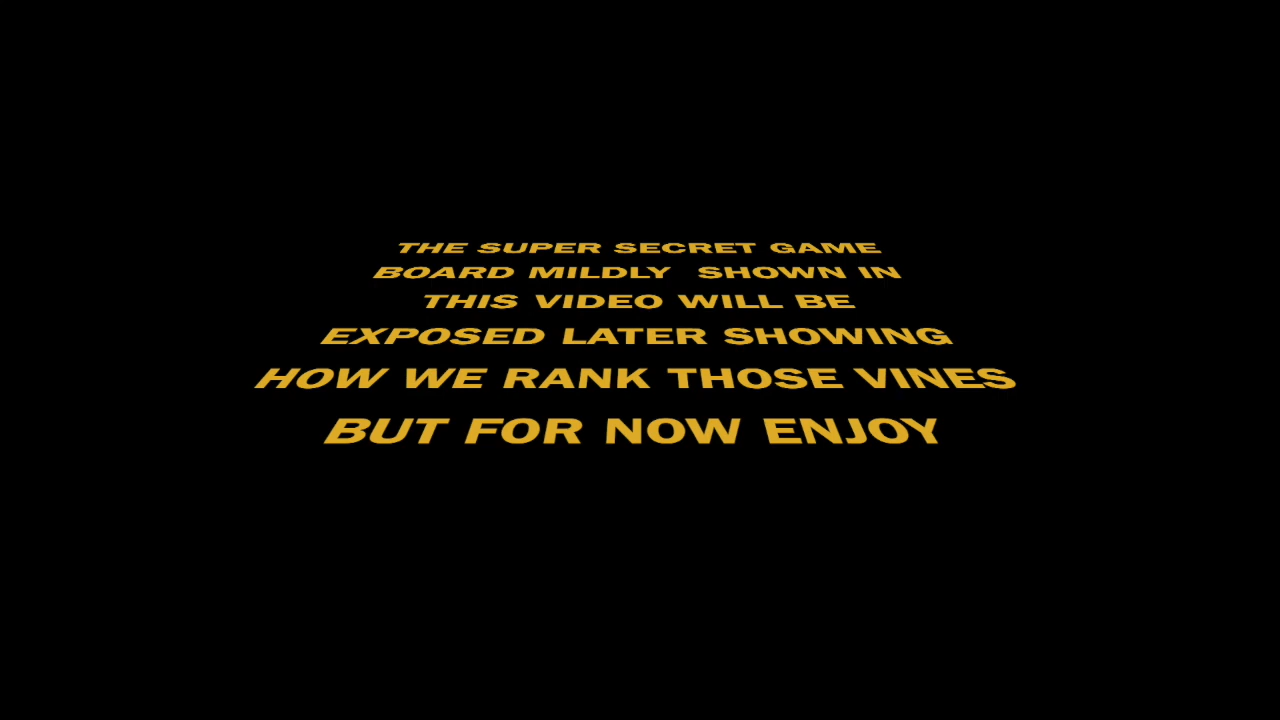 THE SUPER SECRET GAME
BOARD MILDLY  SHOWN IN
THIS VIDEO WILL BE
EXPOSED LATER SHOWING
HOW WE RANK THOSE VINES
BUT FOR NOW ENJOY